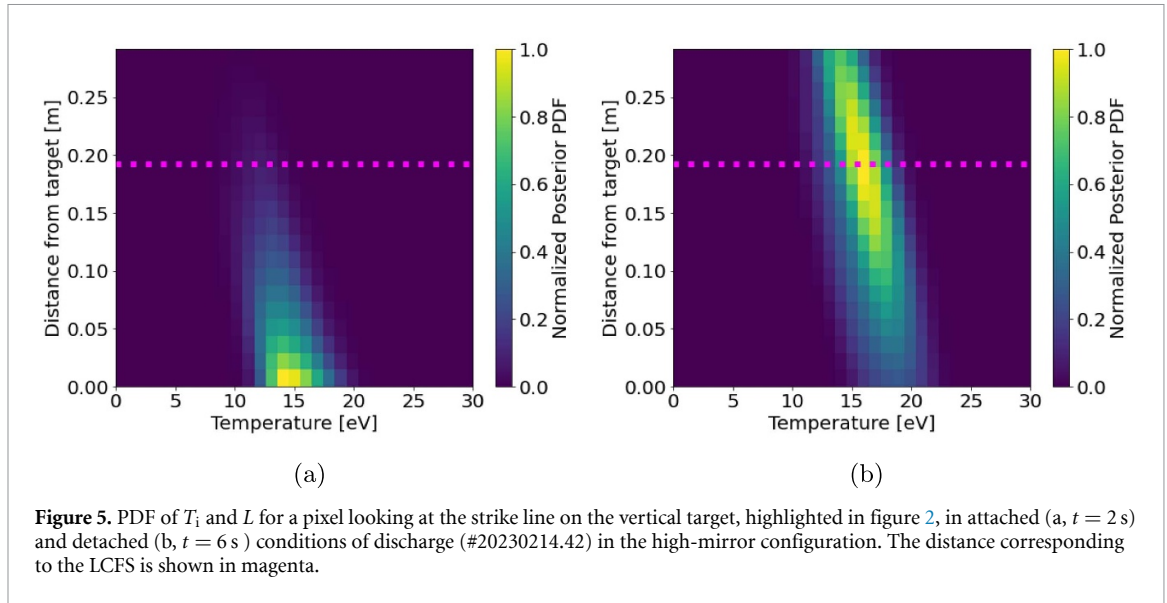 0.25
0.20
0.15
0.10
0.05
0.00
Distance from target [m]
0 5 10 15 20 25 30
Temperature [eV]
1.0
0.8
0.6
0.4
0.2
0.0
Normalized Posterior PDF
(a)
0.25
0.20
0.15
0.10
0.05
0.00
Distance from target [m]
0 5 10 15 20 25 30
Temperature [eV]
1.0
0.8
0.6
0.4
0.2
0.0
Normalized Posterior PDF
(b)
Figure 5. PDF of Ti and L for a pixel looking at the strike line on the vertical target, highlighted in figure 2, in attached (a, t = 2 s)
and detached (b, t = 6 s ) conditions of discharge (#20230214.42) in the high-mirror configuration. The distance corresponding
to the LCFS is shown in magenta.